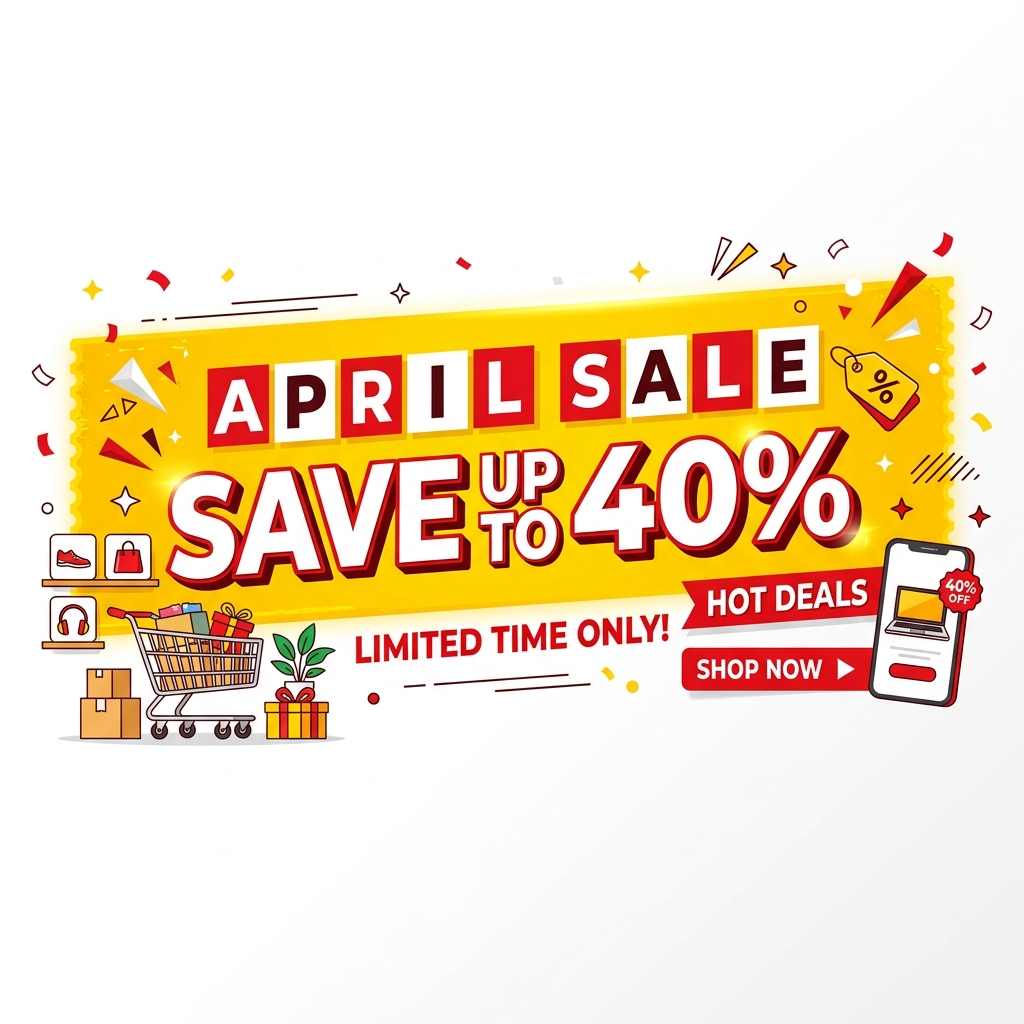 APRIL SALE
%
SAVE UP TO 40%
HOT DEALS
40% OFF
LIMITED TIME ONLY!
SHOP NOW